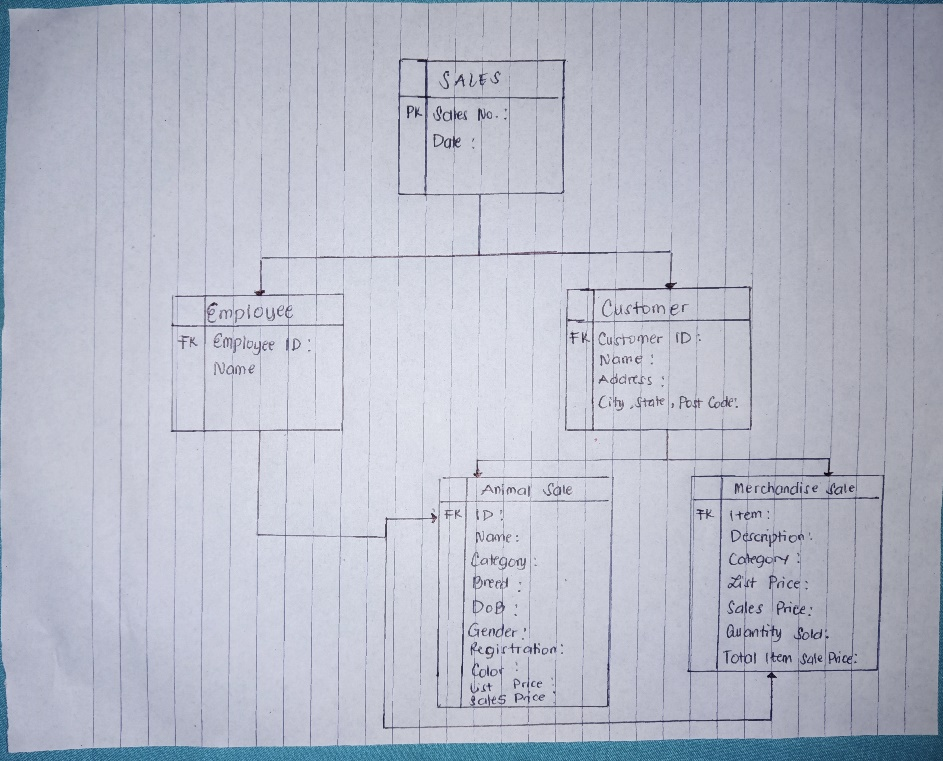 SALES
PK Sales No. :
Date :
Employee
FK Employee ID :
Name
Customer
FK Customer ID :
Name :
Address :
City, State, Post Code:
Animal Sale
FK ID :
Name :
Category :
Breed :
DoB :
Gender :
Registration :
Color :
List Price :
Sales Price :
Merchandise Sale
FK Item :
Description :
Category :
List Price :
Sales Price :
Quantity Sold :
Total Item Sale Price :